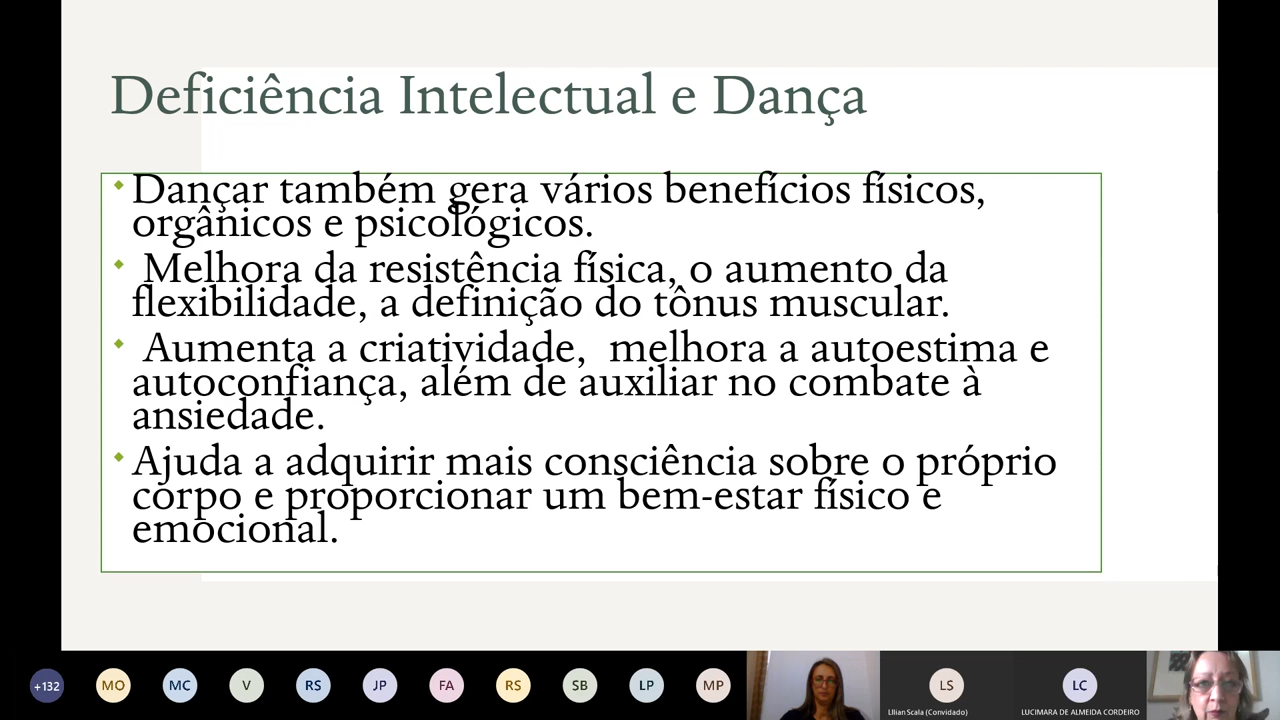 Deficiência Intelectual e Dança
Dançar também gera vários benefícios físicos,
orgânicos e psicológicos.
Melhora da resistência física, o aumento da
flexibilidade, a definição do tônus muscular.
Aumenta a criatividade,  melhora a autoestima e
autoconfiança, além de auxiliar no combate à
ansiedade.
Ajuda a adquirir mais consciência sobre o próprio
corpo e proporcionar um bem-estar físico e
emocional.
+132 MO MC V RS JP FA RS SB LP MP LS LC
LIlian Scala (Convidado) LUCIMARA DE ALMEIDA CORDEIRO